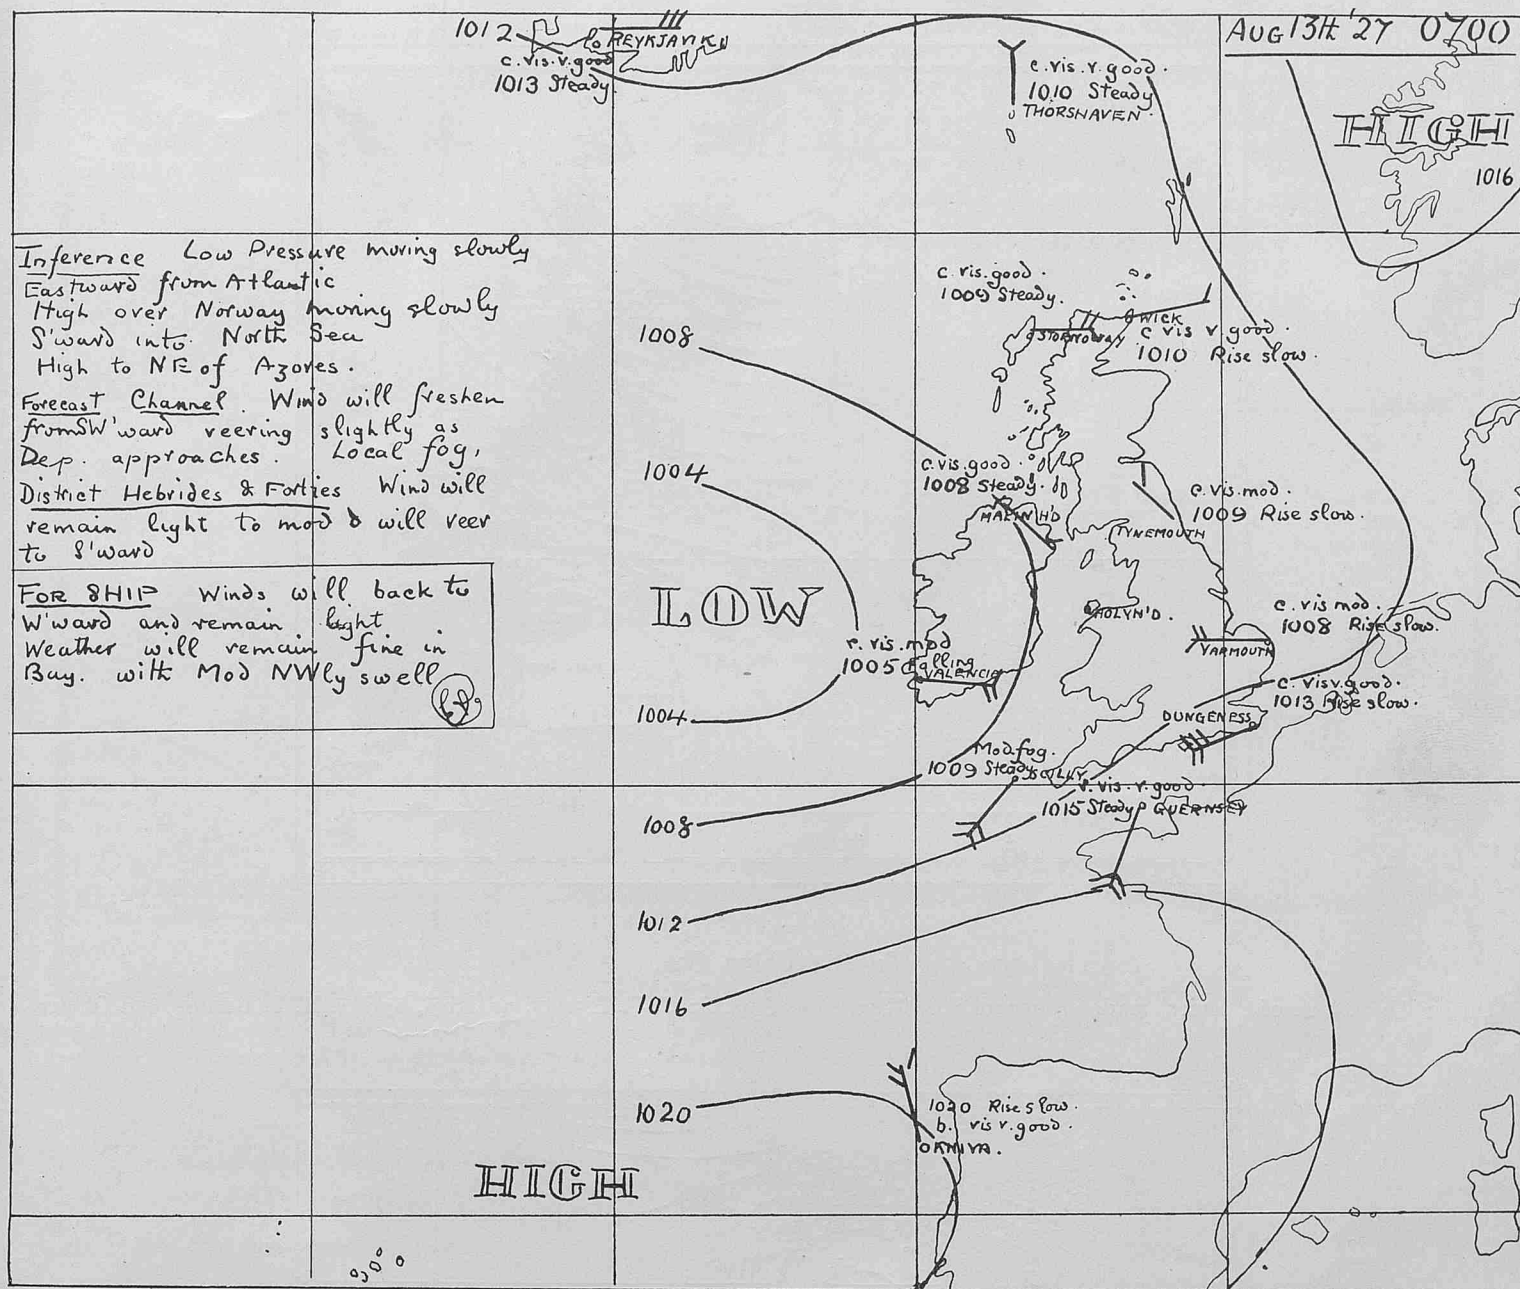 AUG 13th '27 0700
1012
REYKJAVIK
c. vis. v. good
1013 Steady
c. vis. v. good.
1010 Steady
THORSHAVEN.
HIGH
1016
Inference Low Pressure moving slowly
Eastward from Atlantic
High over Norway moving slowly
S'ward into North Sea
High to NE of Azores.
Forecast Channel. Wind will freshen
from SW'ward veering slightly as
Dep. approaches. Local fog.
District Hebrides & Forties Wind will
remain light to mod & will veer
to S'ward
FOR SHIP Winds will back to
W'ward and remain light
Weather will remain fine in
Bay. with Mod NWly swell
c. vis. good.
1009 Steady.
STORNOWAY
WICK
c vis v. good.
1010 Rise slow.
1008
1004
c. vis. good.
1008 Steady.
MALIN H'D
c. vis. mod.
1009 Rise slow.
TYNEMOUTH
LOW
HOLYH'D.
c. vis mod.
1008 Rise slow.
YARMOUTH
c. vis. mod
1005 Falling
VALENCIA
c. vis v. good.
1013 Rise slow.
DUNGENESS
1004
Mod. fog.
1009 Steady SCILLY
vis. v. good
1015 Steady GUERNSEY
1008
1012
1016
1020
1020 Rise slow.
b. vis v. good.
HIGH